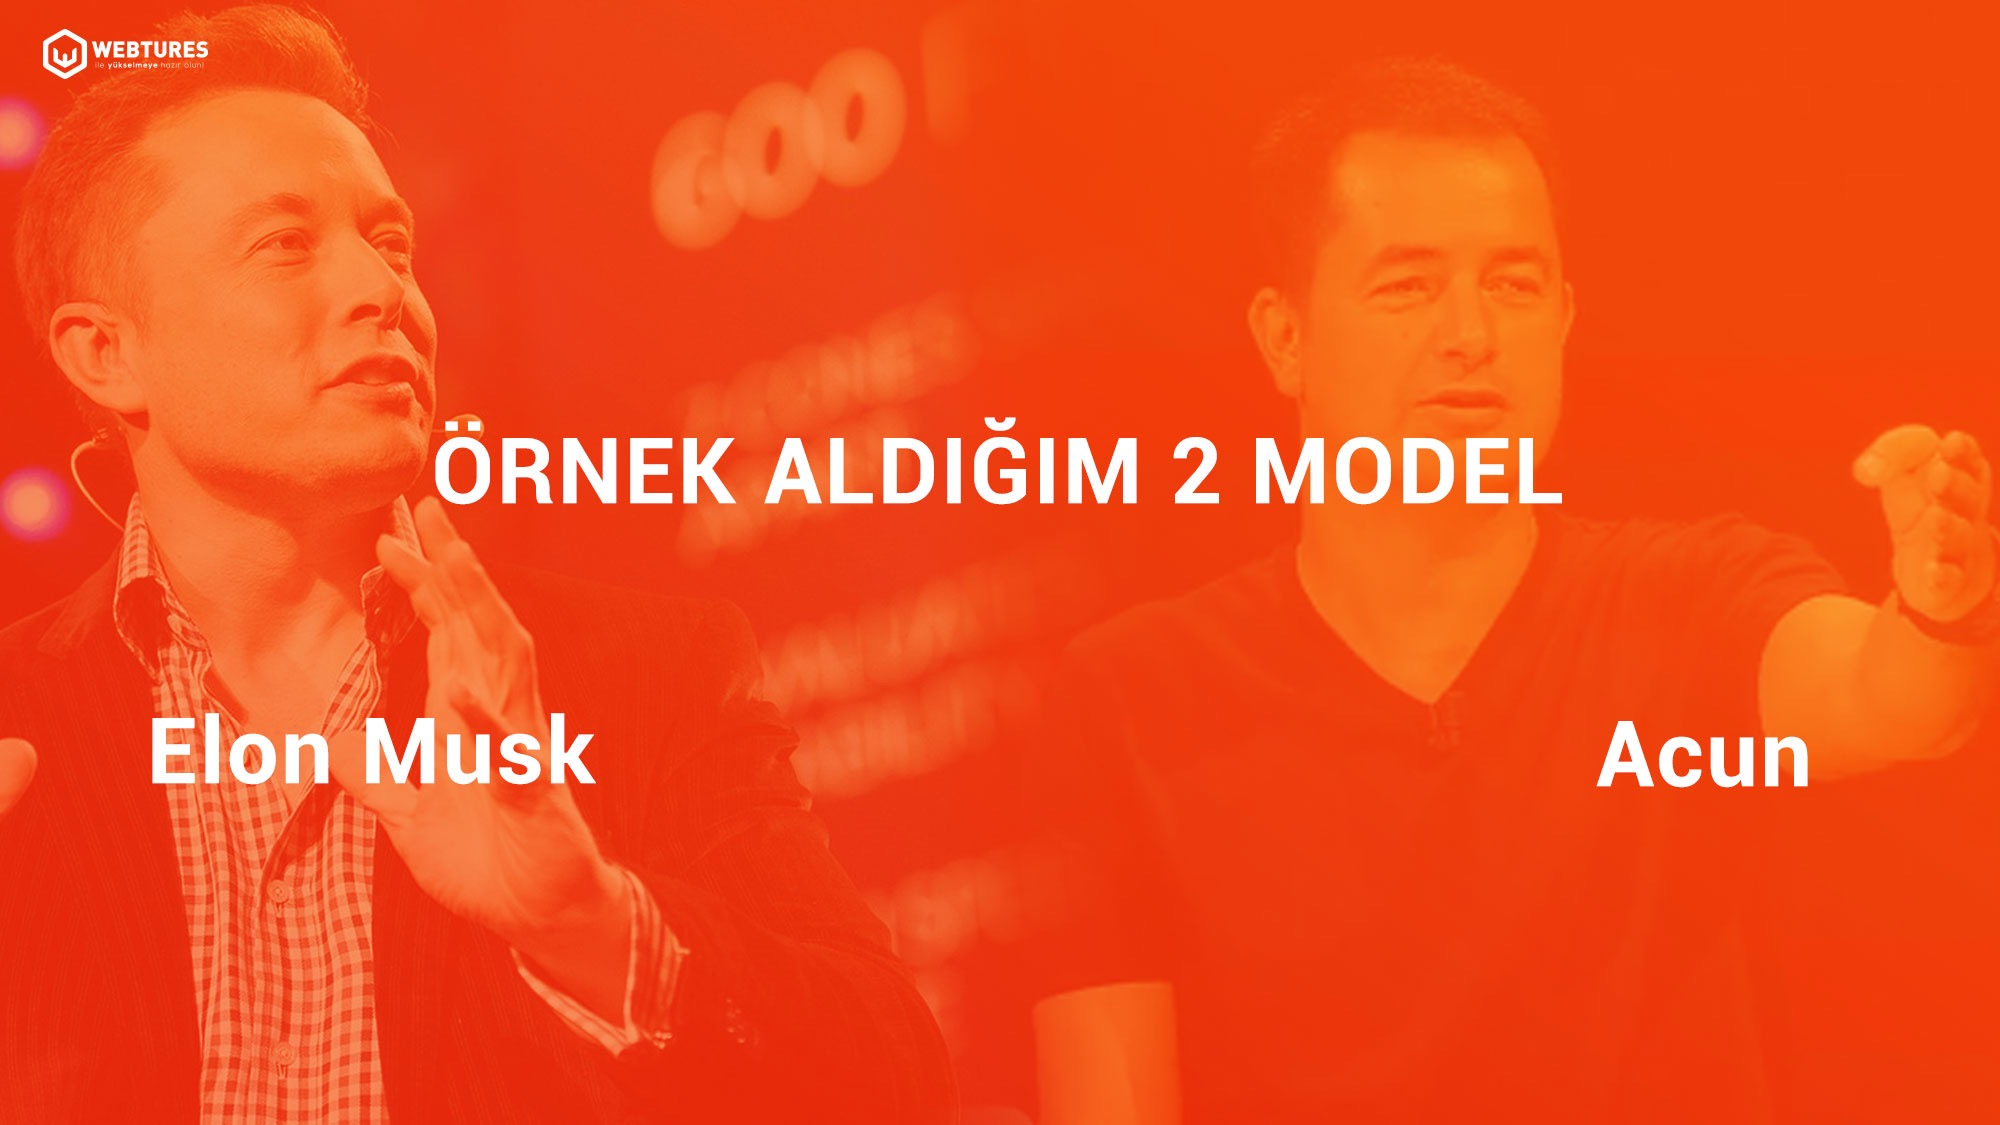 WEBTURES
ile yükselmeye hazır olun!
ÖRNEK ALDIĞIM 2 MODEL
Elon Musk
Acun